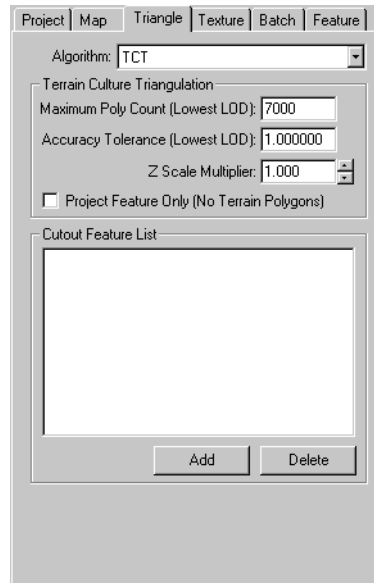 Project Map Triangle Texture Batch Feature
Algorithm: TCT
Terrain Culture Triangulation
Maximum Poly Count (Lowest LOD): 7000
Accuracy Tolerance (Lowest LOD): 1.000000
Z Scale Multiplier: 1.000
Project Feature Only (No Terrain Polygons)
Cutout Feature List
Add Delete